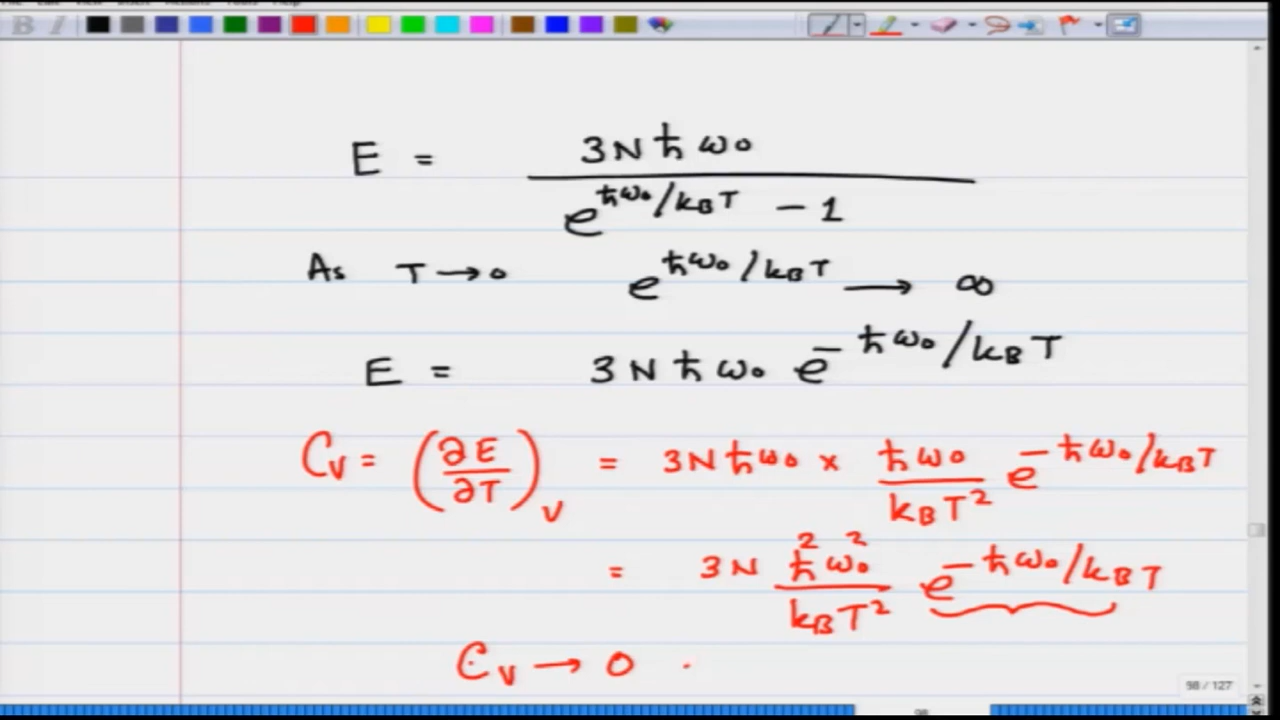 E = 3Nħω₀ / (e^(ħω₀/k_BT) − 1)
As T → 0 e^(ħω₀/k_BT) → ∞
E = 3Nħω₀ e^(−ħω₀/k_BT)
C_V = (∂E/∂T)_V = 3Nħω₀ × ħω₀/(k_BT²) e^(−ħω₀/k_BT)
= 3N ħ²ω₀²/(k_BT²) e^(−ħω₀/k_BT)
C_V → 0
98 / 127
98